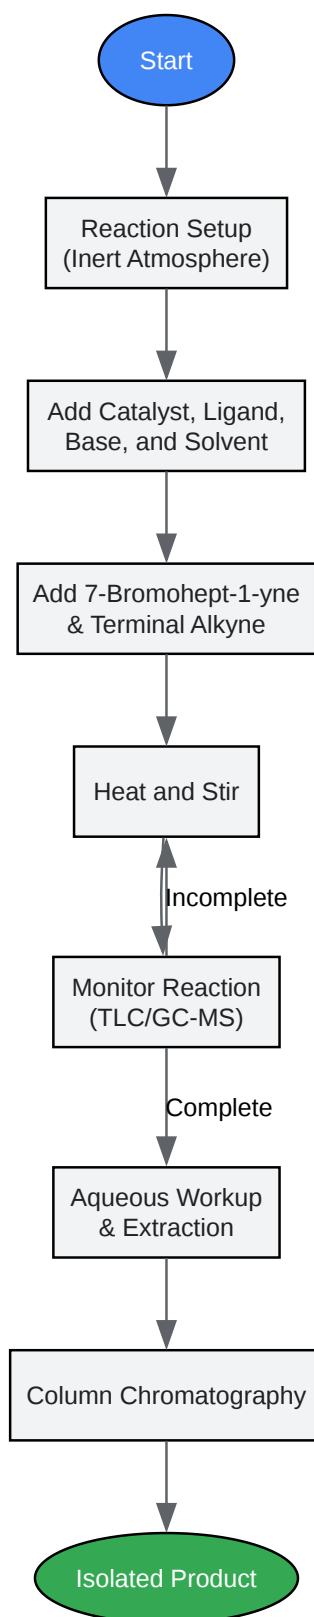 Start
Reaction Setup
(Inert Atmosphere)
Add Catalyst, Ligand,
Base, and Solvent
Add 7-Bromohept-1-yne
& Terminal Alkyne
Heat and Stir
Incomplete
Monitor Reaction
(TLC/GC-MS)
Complete
Aqueous Workup
& Extraction
Column Chromatography
Isolated Product